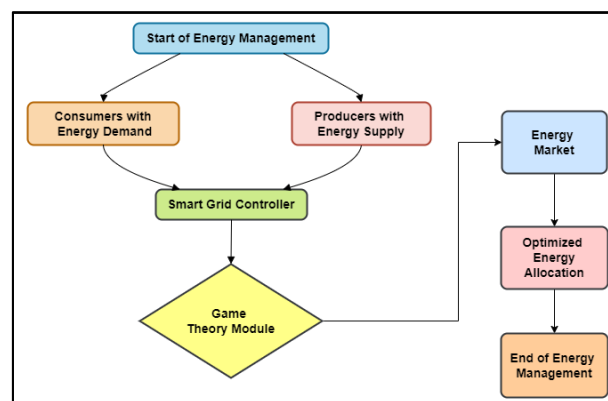 Start of Energy Management
Consumers with
Energy Demand
Producers with
Energy Supply
Smart Grid Controller
Game
Theory Module
Energy
Market
Optimized
Energy
Allocation
End of Energy
Management